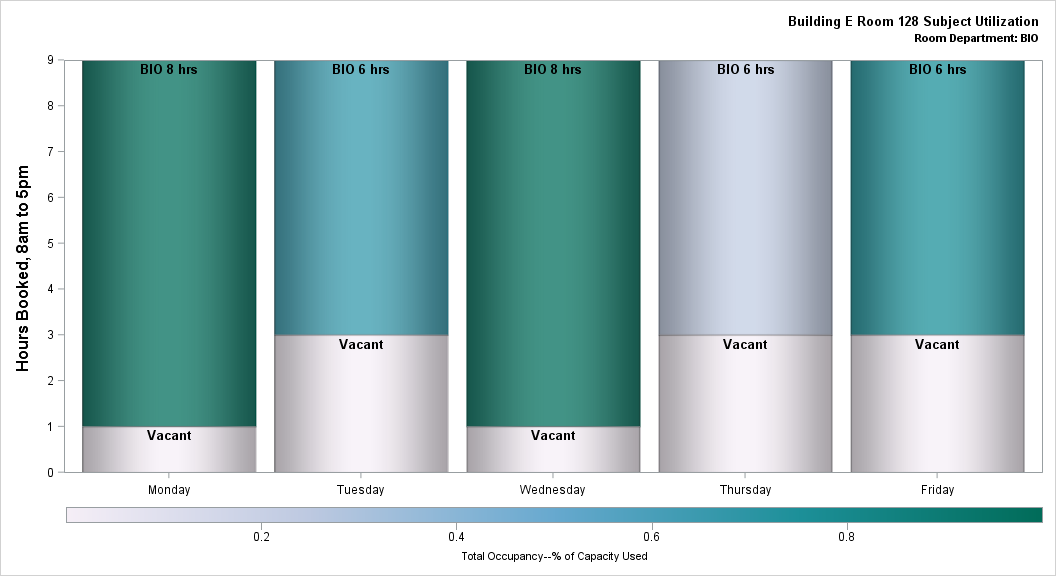 Building E Room 128 Subject Utilization
Room Department: BIO
Hours Booked, 8am to 5pm
9
8
7
6
5
4
3
2
1
0
BIO 8 hrs
BIO 6 hrs
BIO 8 hrs
BIO 6 hrs
BIO 6 hrs
Vacant
Vacant
Vacant
Vacant
Vacant
Monday
Tuesday
Wednesday
Thursday
Friday
0.2
0.4
0.6
0.8
Total Occupancy--% of Capacity Used